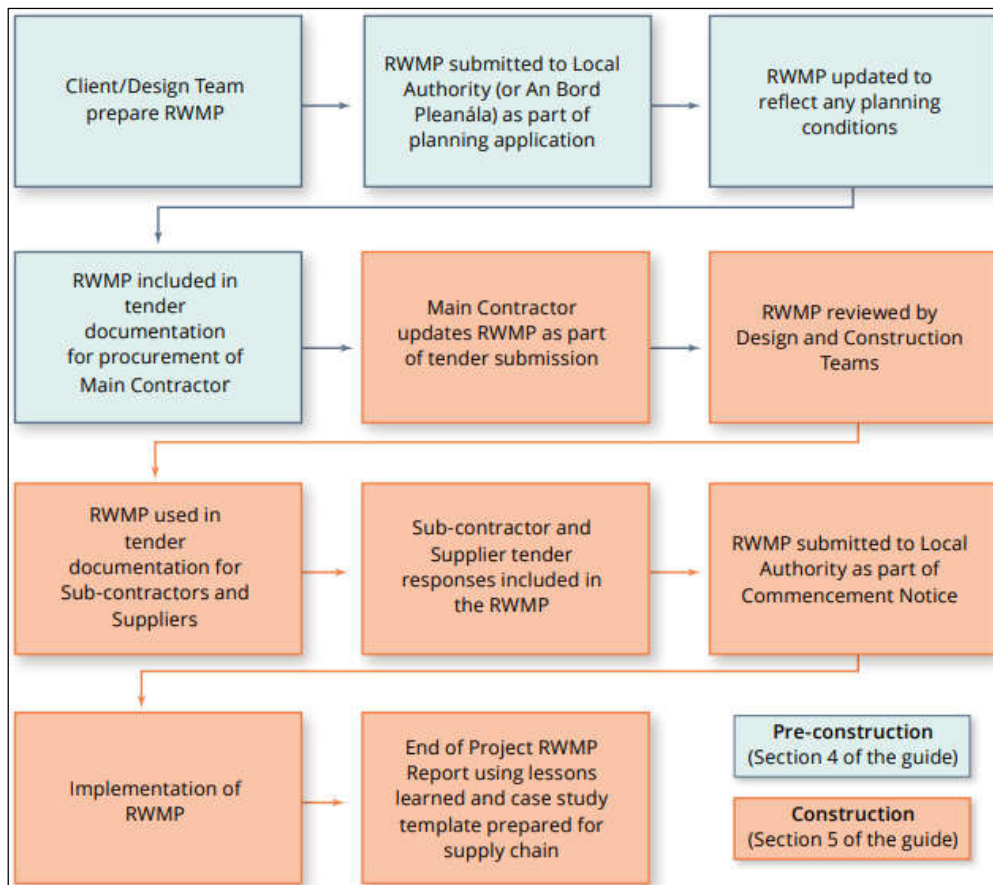 Client/Design Team
prepare RWMP
RWMP submitted to Local
Authority (or An Bord
Pleanála) as part of
planning application
RWMP updated to
reflect any planning
conditions
RWMP included in
tender
documentation
for procurement of
Main Contractor
Main Contractor
updates RWMP as part
of tender submission
RWMP reviewed by
Design and Construction
Teams
RWMP used in
tender
documentation for
Sub-contractors and
Suppliers
Sub-contractor and
Supplier tender
responses included in
the RWMP
RWMP submitted to Local
Authority as part of
Commencement Notice
Implementation of
RWMP
End of Project RWMP
Report using lessons
learned and case study
template prepared for
supply chain
Pre-construction
(Section 4 of the guide)
Construction
(Section 5 of the guide)